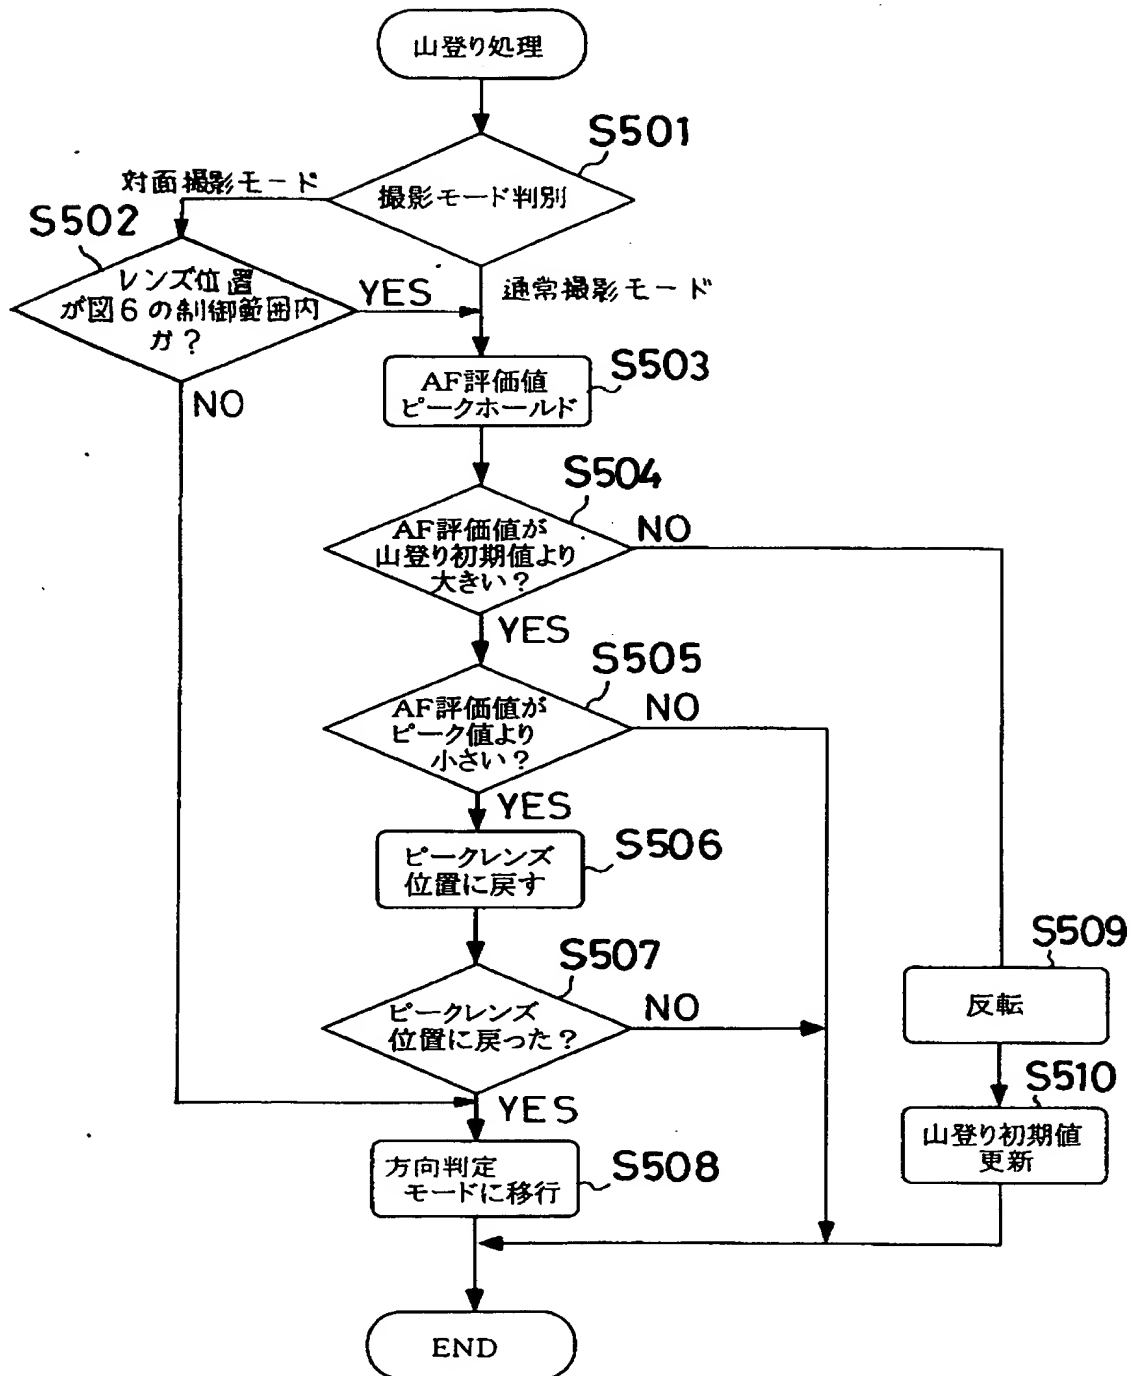 山登り処理
S501
対面撮影モード
撮影モード判別
S502
レンズ位置
が図6の制御範囲内
か?
YES
通常撮影モード
NO
S503
AF評価値
ピークホールド
S504
AF評価値が
山登り初期値より
大きい?
NO
YES
S505
AF評価値が
ピーク値より
小さい?
NO
YES
S506
ピークレンズ
位置に戻す
S507
ピークレンズ
位置に戻った?
NO
YES
S509
反転
S510
山登り初期値
更新
S508
方向判定
モードに移行
END